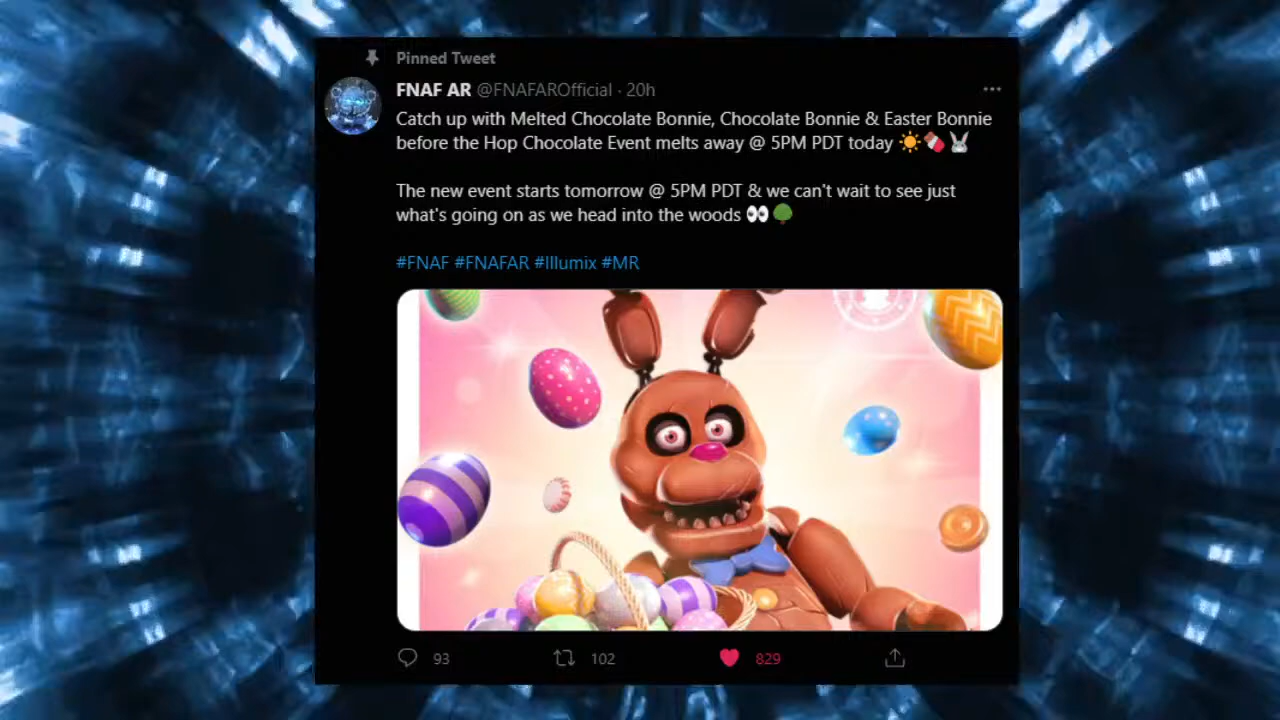 Pinned Tweet
FNAF AR @FNAFAROfficial · 20h
Catch up with Melted Chocolate Bonnie, Chocolate Bonnie & Easter Bonnie
before the Hop Chocolate Event melts away @ 5PM PDT today ☀️🍫🐰
The new event starts tomorrow @ 5PM PDT & we can't wait to see just
what's going on as we head into the woods 👀🌳
#FNAF #FNAFAR #Illumix #MR
93 102 829